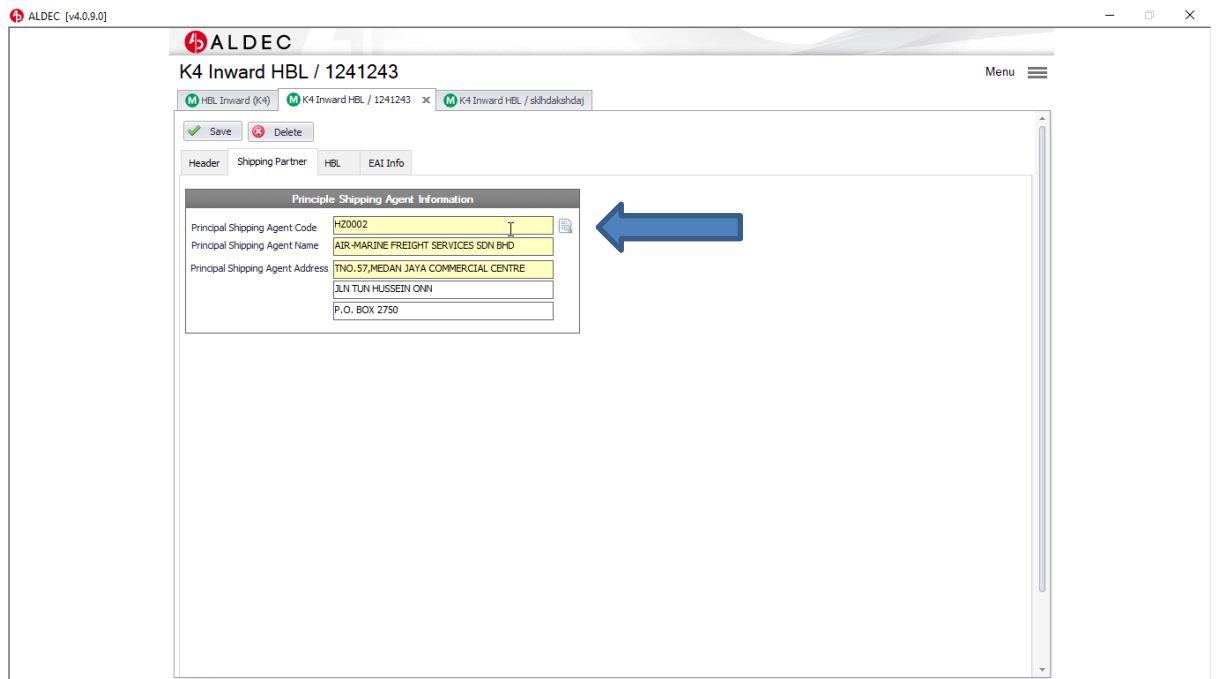 ALDEC [v4.0.9.0]
ALDEC
K4 Inward HBL / 1241243
Menu
M HBL Inward (K4) M K4 Inward HBL / 1241243 x M K4 Inward HBL / sklhdakshdaj
Save Delete
Header Shipping Partner HBL EAI Info
Principle Shipping Agent Information
Principal Shipping Agent Code HZ0002
Principal Shipping Agent Name AIR-MARINE FREIGHT SERVICES SDN BHD
Principal Shipping Agent Address TNO.57,MEDAN JAYA COMMERCIAL CENTRE
JLN TUN HUSSEIN ONN
P.O. BOX 2750